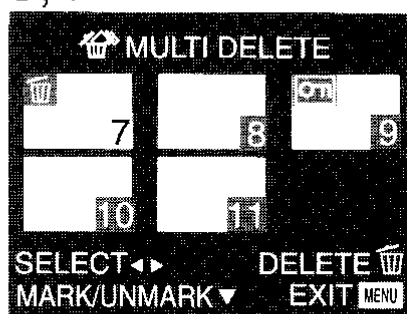 MULTI DELETE
7 8 9
10 11
SELECT◄► DELETE
MARK/UNMARK▼ EXIT MENU